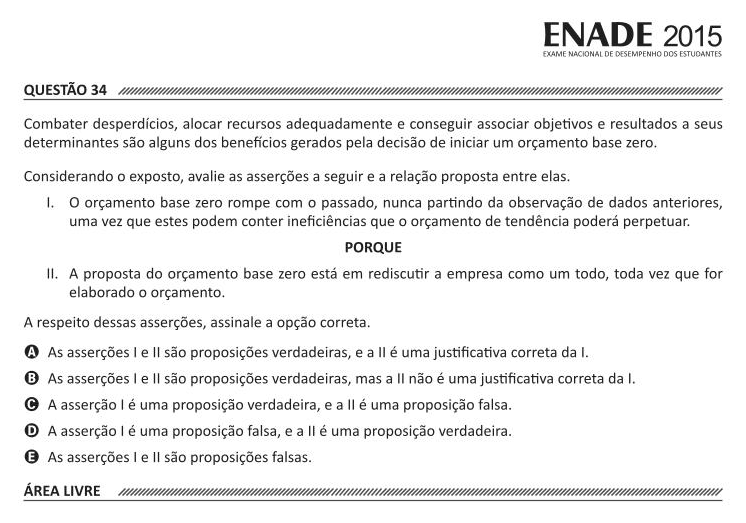 ENADE 2015
EXAME NACIONAL DE DESEMPENHO DOS ESTUDANTES
QUESTÃO 34
Combater desperdícios, alocar recursos adequadamente e conseguir associar objetivos e resultados a seus
determinantes são alguns dos benefícios gerados pela decisão de iniciar um orçamento base zero.
Considerando o exposto, avalie as asserções a seguir e a relação proposta entre elas.
I. O orçamento base zero rompe com o passado, nunca partindo da observação de dados anteriores,
uma vez que estes podem conter ineficiências que o orçamento de tendência poderá perpetuar.
PORQUE
II. A proposta do orçamento base zero está em rediscutir a empresa como um todo, toda vez que for
elaborado o orçamento.
A respeito dessas asserções, assinale a opção correta.
A As asserções I e II são proposições verdadeiras, e a II é uma justificativa correta da I.
B As asserções I e II são proposições verdadeiras, mas a II não é uma justificativa correta da I.
C A asserção I é uma proposição verdadeira, e a II é uma proposição falsa.
D A asserção I é uma proposição falsa, e a II é uma proposição verdadeira.
E As asserções I e II são proposições falsas.
ÁREA LIVRE